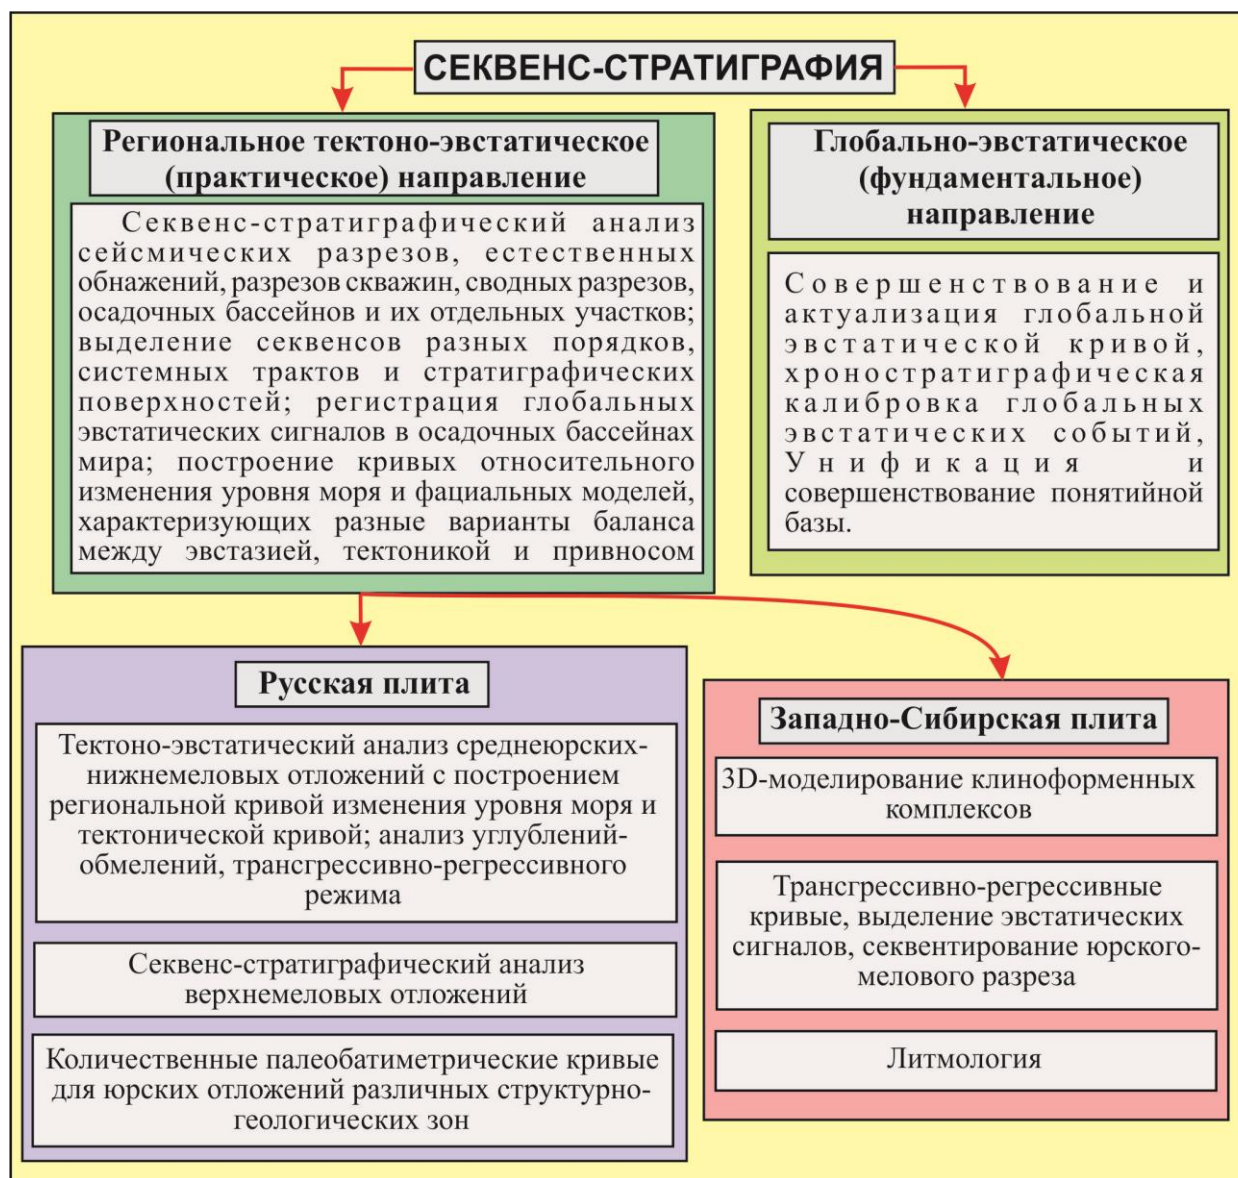 СЕКВЕНС-СТРАТИГРАФИЯ
Региональное тектоно-эвстатическое
(практическое) направление
Секвенс-стратиграфический анализ
сейсмических разрезов, естественных
обнажений, разрезов скважин, сводных разрезов,
осадочных бассейнов и их отдельных участков;
выделение секвенсов разных порядков,
системных трактов и стратиграфических
поверхностей; регистрация глобальных
эвстатических сигналов в осадочных бассейнах
мира; построение кривых относительного
изменения уровня моря и фациальных моделей,
характеризующих разные варианты баланса
между эвстазией, тектоникой и привносом
Глобально-эвстатическое
(фундаментальное)
направление
Совершенствование и
актуализация глобальной
эвстатической кривой,
хроностратиграфическая
калибровка глобальных
эвстатических событий,
Унификация и
совершенствование понятийной
базы.
Русская плита
Тектоно-эвстатический анализ среднеюрских-
нижнемеловых отложений с построением
региональной кривой изменения уровня моря и
тектонической кривой; анализ углублений-
обмелений, трансгрессивно-регрессивного
режима
Секвенс-стратиграфический анализ
верхнемеловых отложений
Количественные палеобатиметрические кривые
для юрских отложений различных структурно-
геологических зон
Западно-Сибирская плита
3D-моделирование клиноформенных
комплексов
Трансгрессивно-регрессивные
кривые, выделение эвстатических
сигналов, секвентирование юрского-
мелового разреза
Литмология